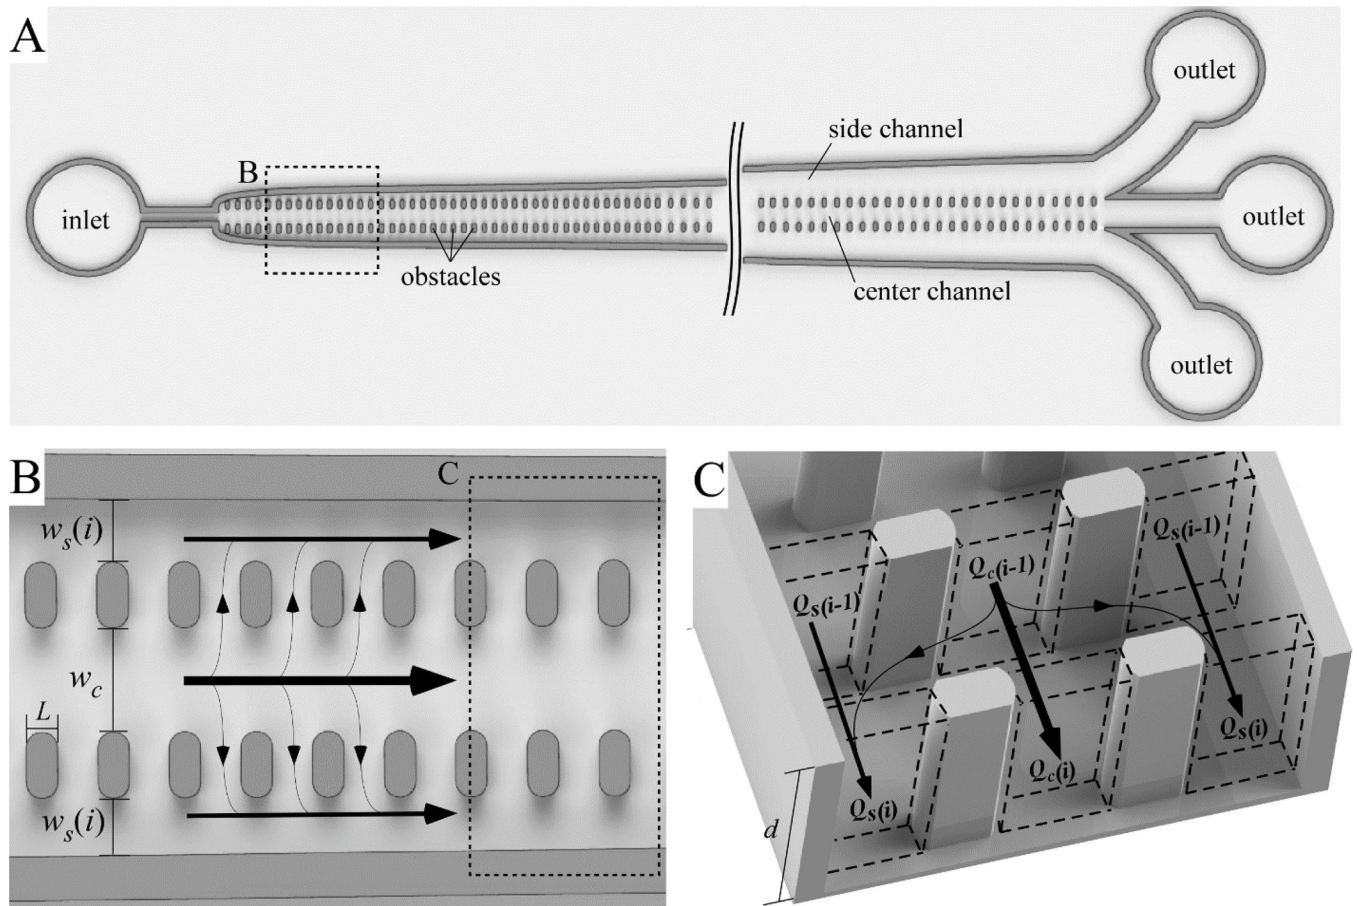 A
outlet
side channel
B
inlet
outlet
obstacles
center channel
outlet
B
C
w_s(i)
w_c
L
w_s(i)
C
Q_s(i-1)
Q_c(i-1)
Q_s(i-1)
Q_s(i)
Q_c(i)
Q_s(i)
d